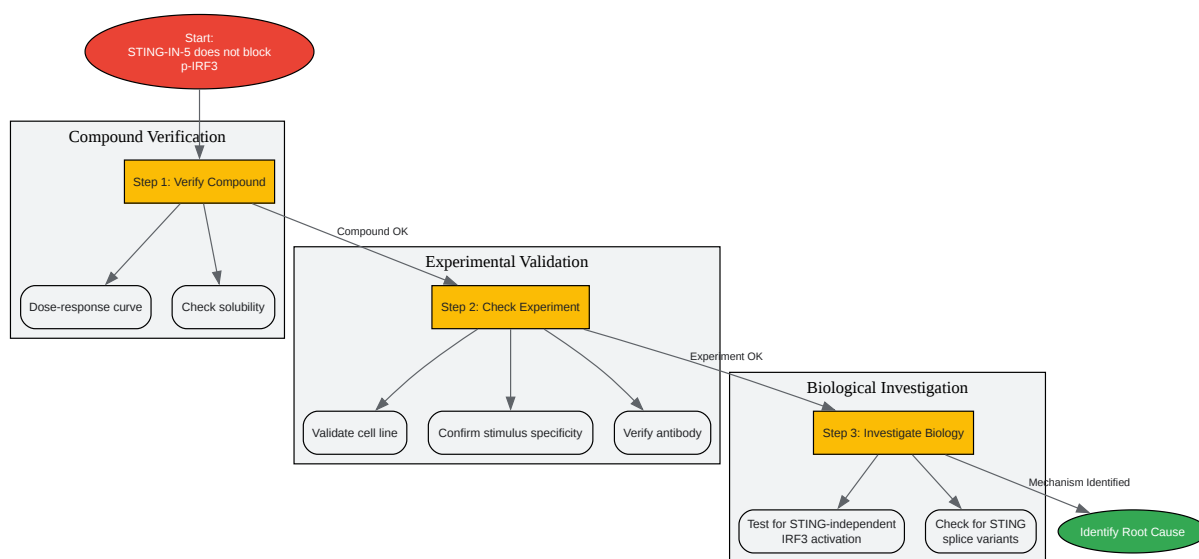 Start:
STING-IN-5 does not block
p-IRF3
Compound Verification
Step 1: Verify Compound
Compound OK
Dose-response curve
Check solubility
Experimental Validation
Step 2: Check Experiment
Experiment OK
Validate cell line
Confirm stimulus specificity
Verify antibody
Biological Investigation
Step 3: Investigate Biology
Mechanism Identified
Test for STING-independent
IRF3 activation
Check for STING
splice variants
Identify Root Cause